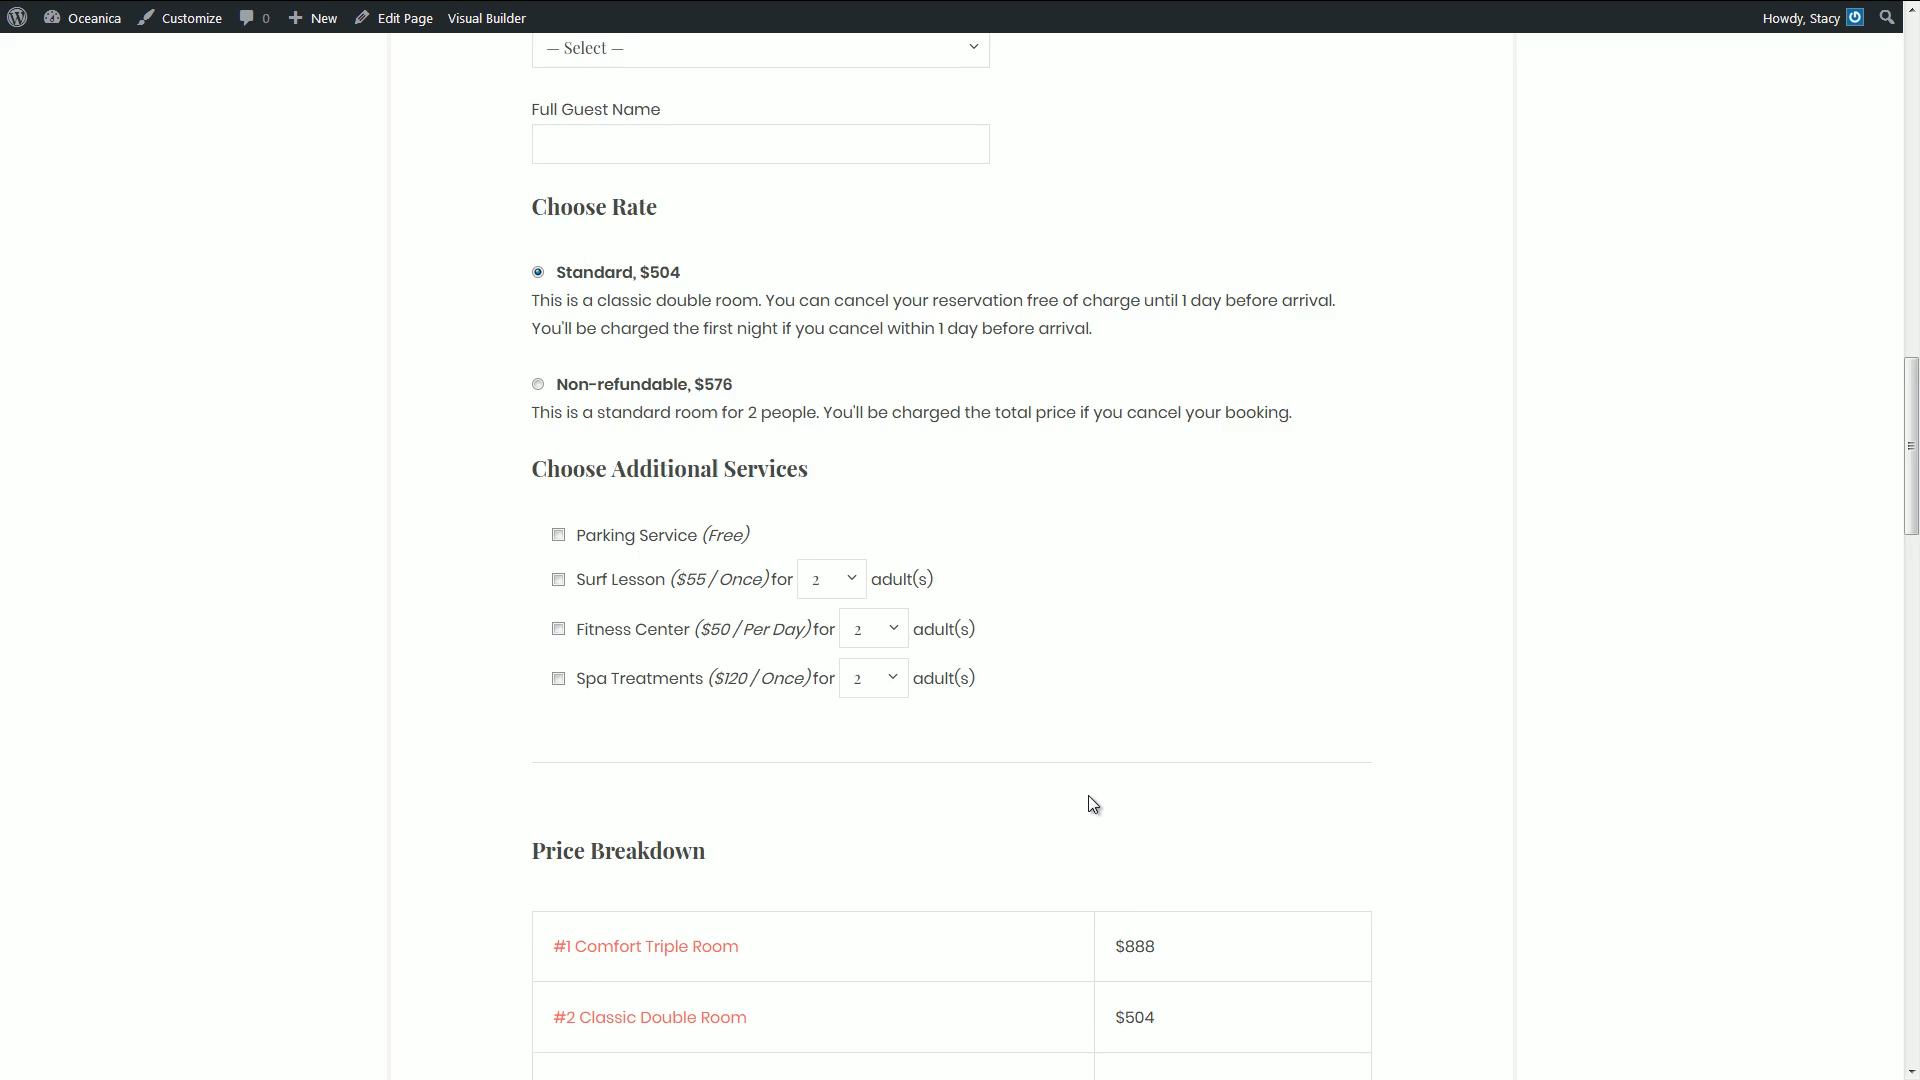 Oceanica Customize 0 New Edit Page Visual Builder Howdy, Stacy
— Select —
Full Guest Name
Choose Rate
Standard, $504
This is a classic double room. You can cancel your reservation free of charge until 1 day before arrival.
You'll be charged the first night if you cancel within 1 day before arrival.
Non-refundable, $576
This is a standard room for 2 people. You'll be charged the total price if you cancel your booking.
Choose Additional Services
Parking Service (Free)
Surf Lesson ($55 / Once) for 2 adult(s)
Fitness Center ($50 / Per Day) for 2 adult(s)
Spa Treatments ($120 / Once) for 2 adult(s)
Price Breakdown
#1 Comfort Triple Room $888
#2 Classic Double Room $504